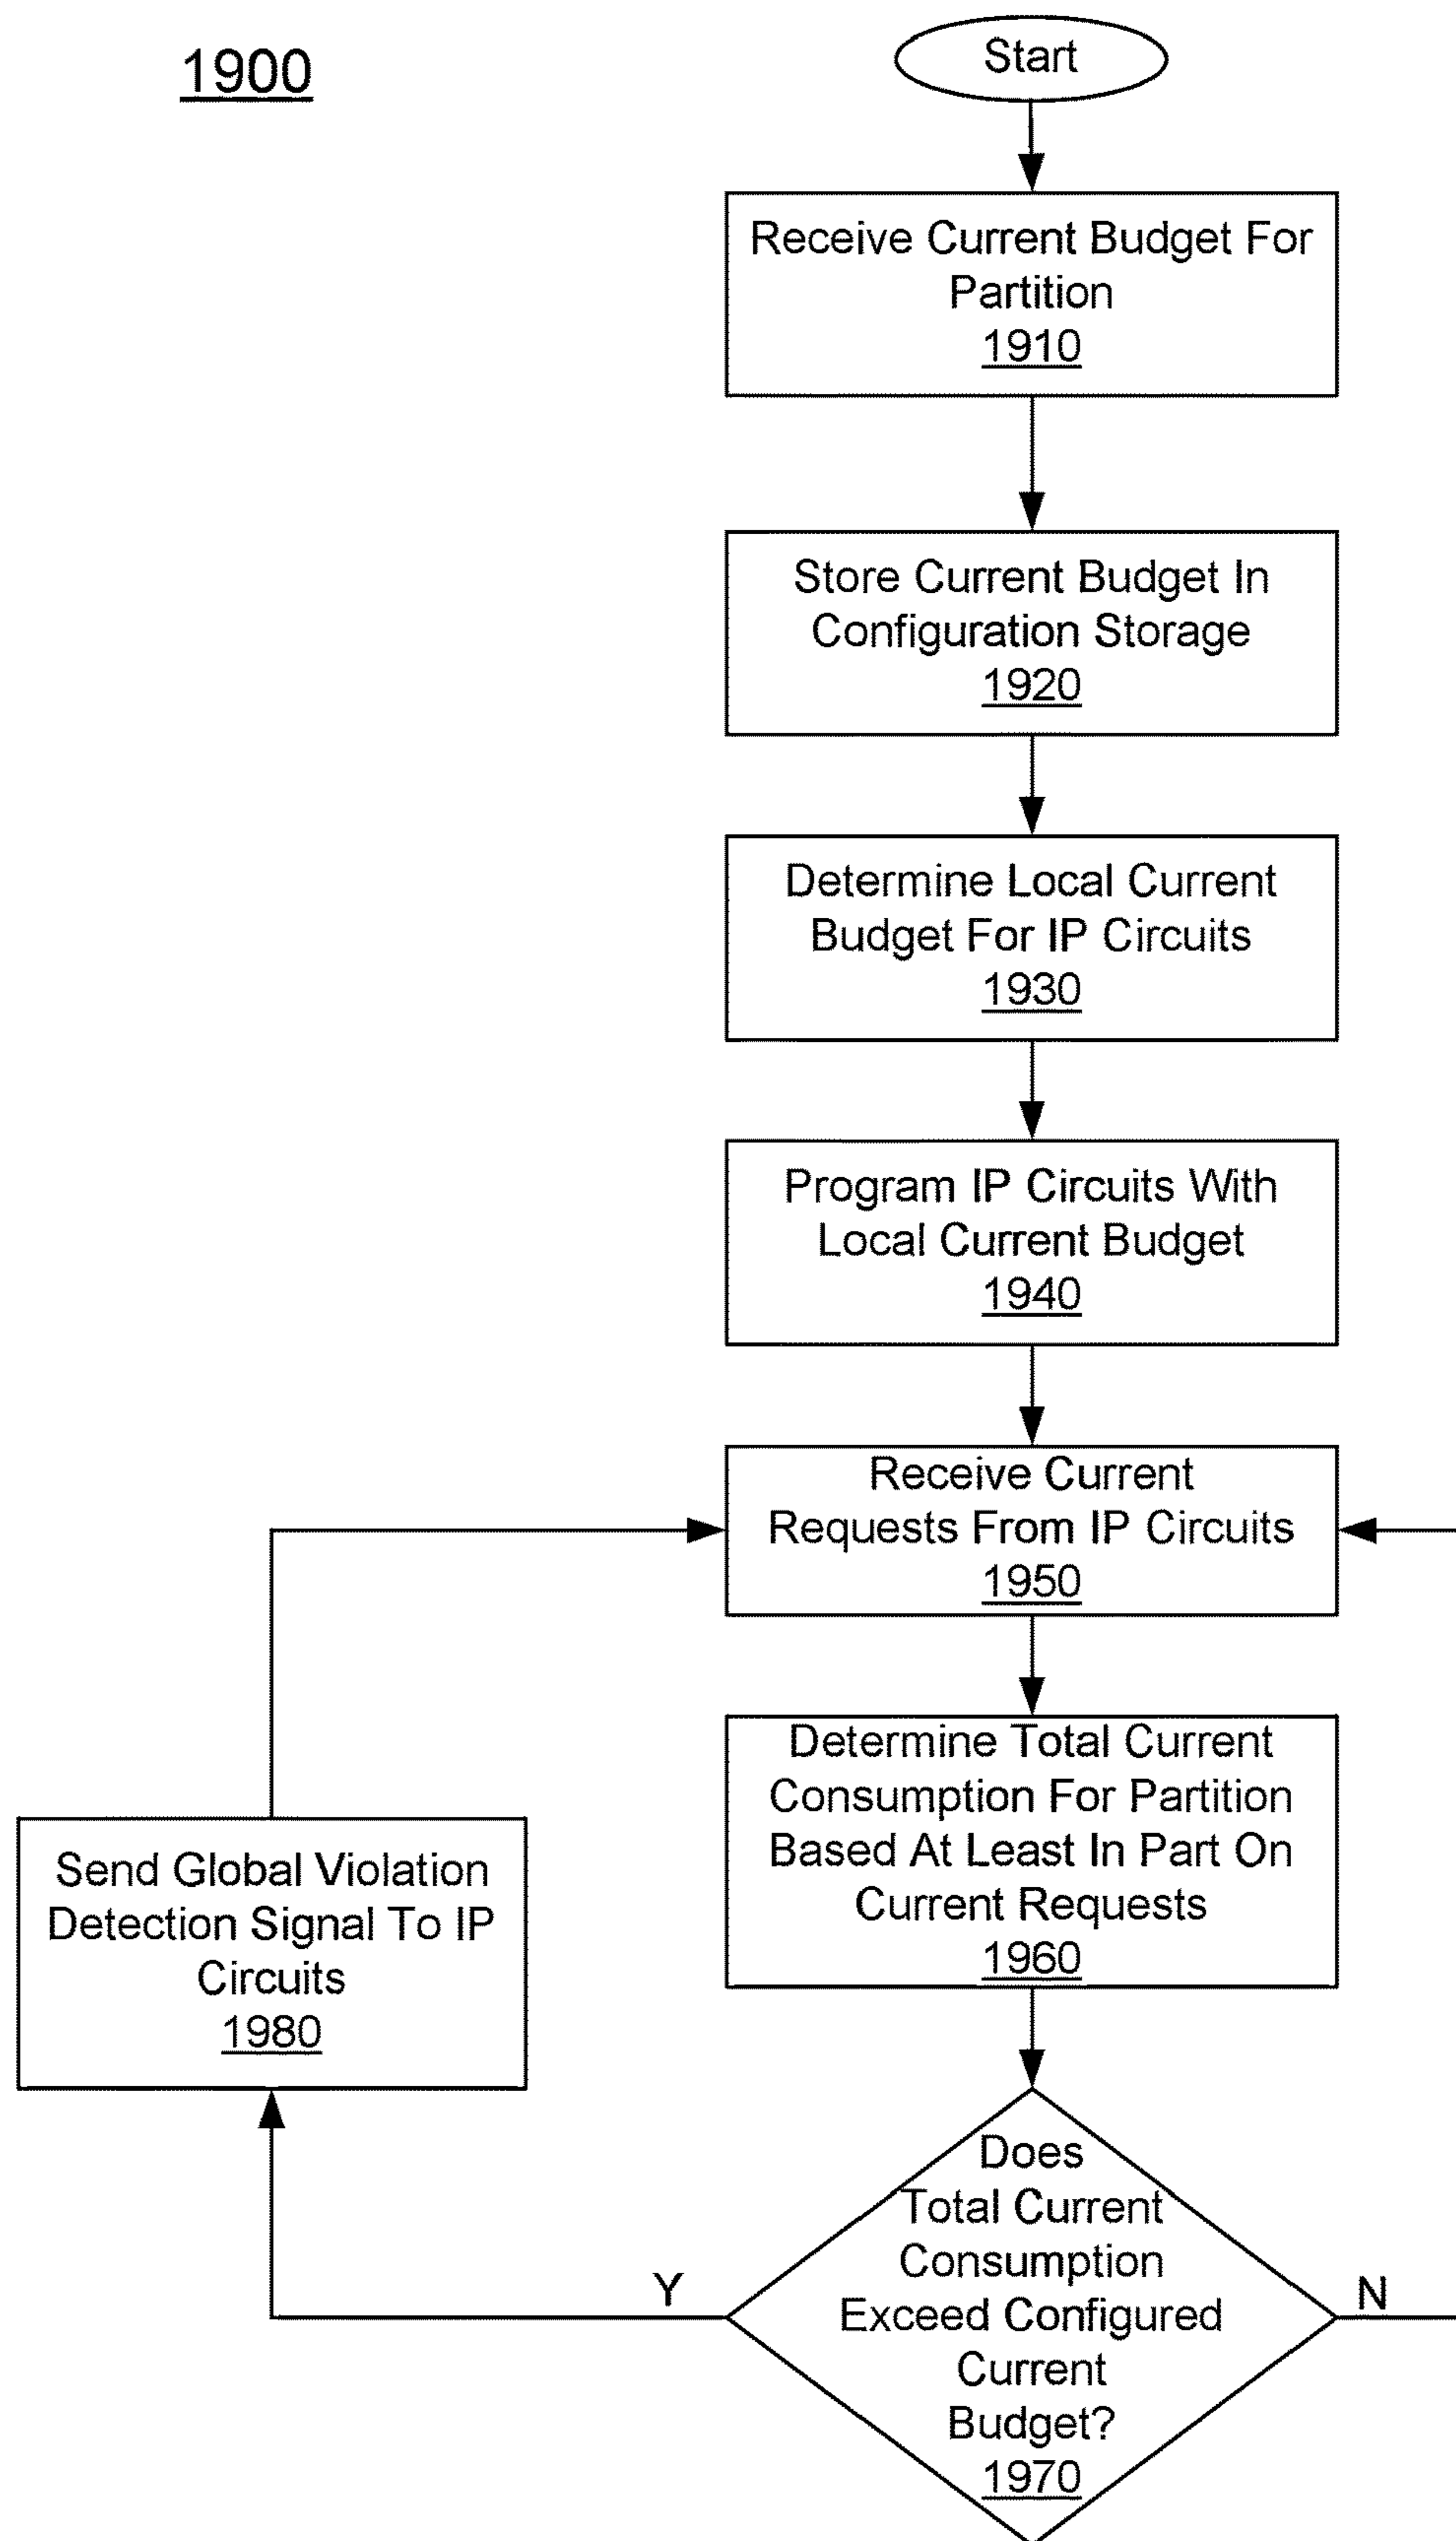 1900
Start
Receive Current Budget For
Partition
1910
Store Current Budget In
Configuration Storage
1920
Determine Local Current
Budget For IP Circuits
1930
Program IP Circuits With
Local Current Budget
1940
Receive Current
Requests From IP Circuits
1950
Determine Total Current
Consumption For Partition
Based At Least In Part On
Current Requests
1960
Send Global Violation
Detection Signal To IP
Circuits
1980
Does
Total Current
Consumption
Exceed Configured
Current
Budget?
1970
Y
N